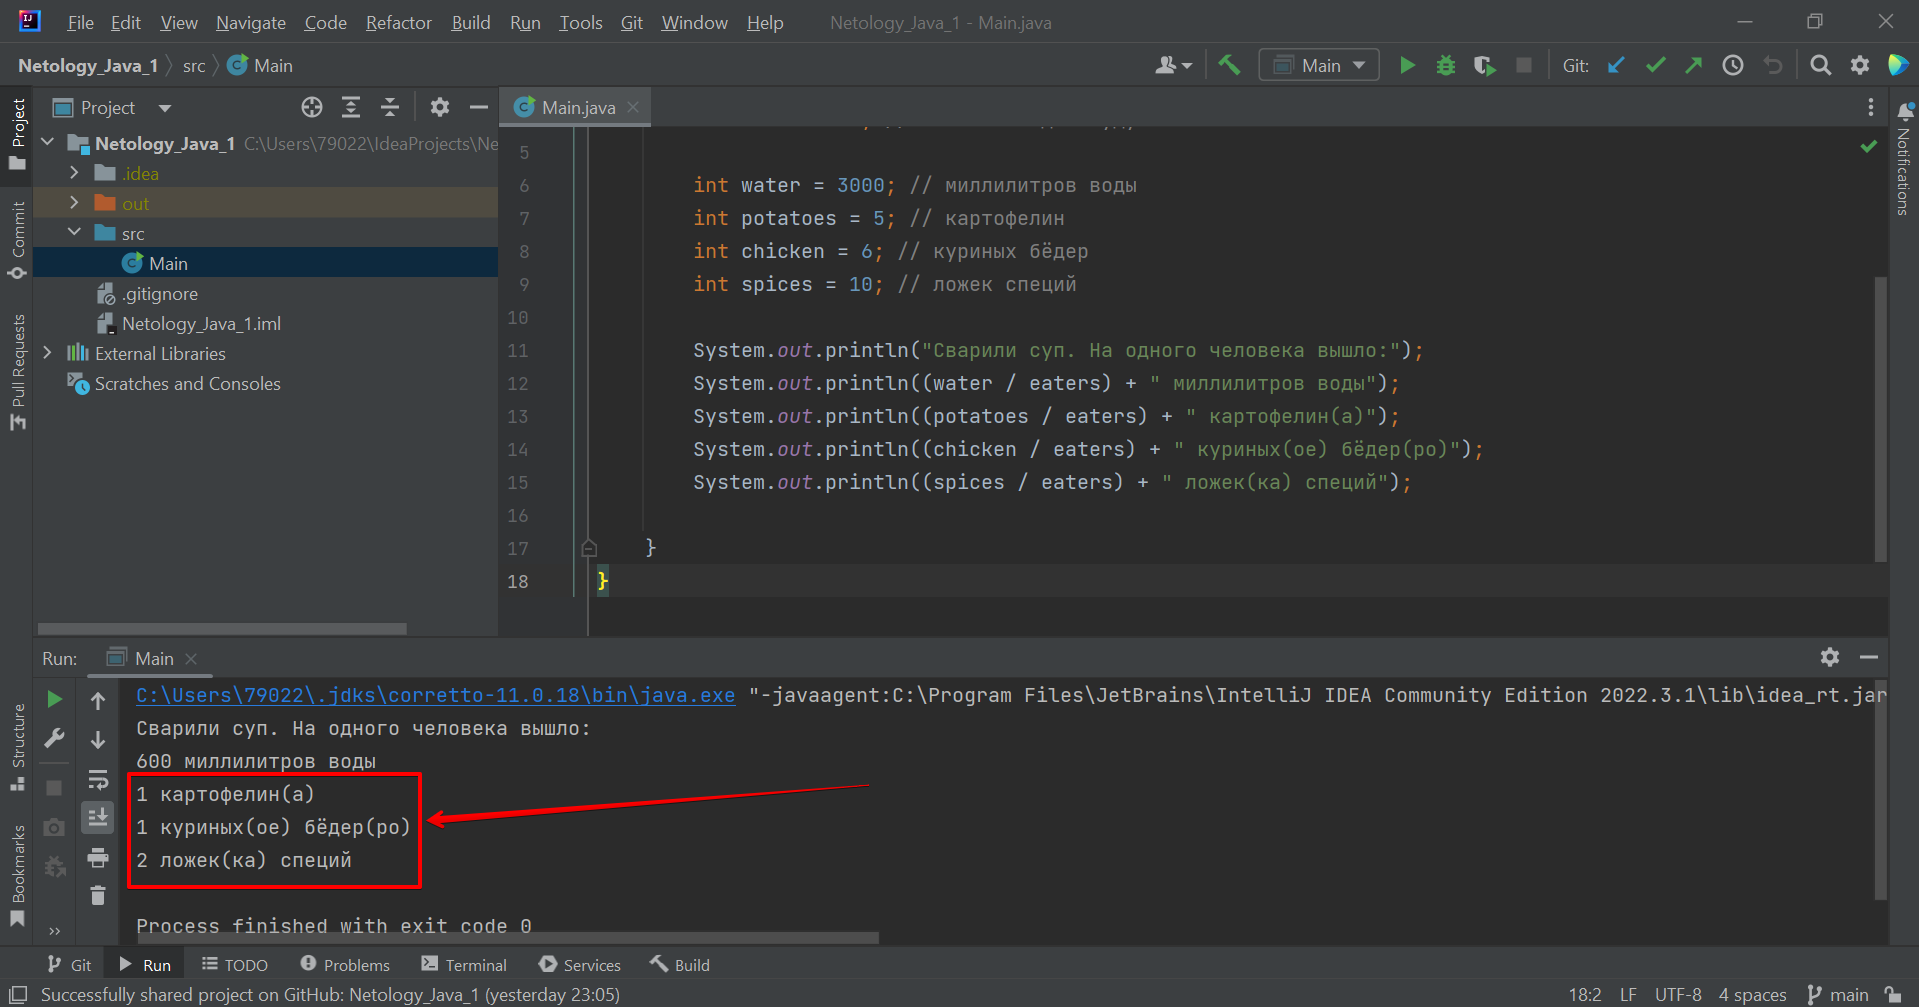 File Edit View Navigate Code Refactor Build Run Tools Git Window Help Netology_Java_1 - Main.java
Netology_Java_1 src Main
Main Git:
Project
Main.java
Netology_Java_1 C:\Users\79022\IdeaProjects\Ne
.idea
out
src
Main
.gitignore
Netology_Java_1.iml
External Libraries
Scratches and Consoles
5
6 int water = 3000; // миллилитров воды
7 int potatoes = 5; // картофелин
8 int chicken = 6; // куриных бёдер
9 int spices = 10; // ложек специй
10
11 System.out.println("Сварили суп. На одного человека вышло:");
12 System.out.println((water / eaters) + " миллилитров воды");
13 System.out.println((potatoes / eaters) + " картофелин(а)");
14 System.out.println((chicken / eaters) + " куриных(ое) бёдер(ро)");
15 System.out.println((spices / eaters) + " ложек(ка) специй");
16
17 }
18 }
Project
Commit
Pull Requests
Structure
Bookmarks
Notifications
Run: Main
C:\Users\79022\.jdks\corretto-11.0.18\bin\java.exe "-javaagent:C:\Program Files\JetBrains\IntelliJ IDEA Community Edition 2022.3.1\lib\idea_rt.jar
Сварили суп. На одного человека вышло:
600 миллилитров воды
1 картофелин(а)
1 куриных(ое) бёдер(ро)
2 ложек(ка) специй
Process finished with exit code 0
Git Run TODO Problems Terminal Services Build
Successfully shared project on GitHub: Netology_Java_1 (yesterday 23:05) 18:2 LF UTF-8 4 spaces main